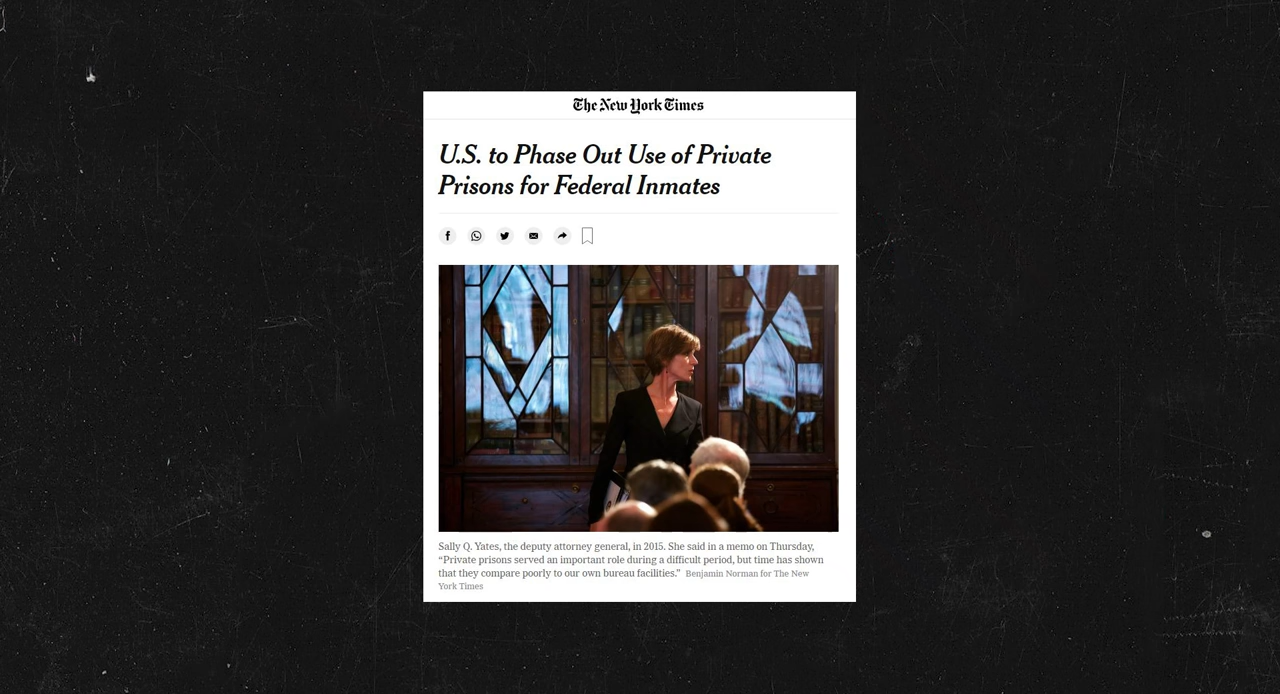 The New York Times
U.S. to Phase Out Use of Private
Prisons for Federal Inmates
Sally Q. Yates, the deputy attorney general, in 2015. She said in a memo on Thursday,
“Private prisons served an important role during a difficult period, but time has shown
that they compare poorly to our own bureau facilities.” Benjamin Norman for The New
York Times